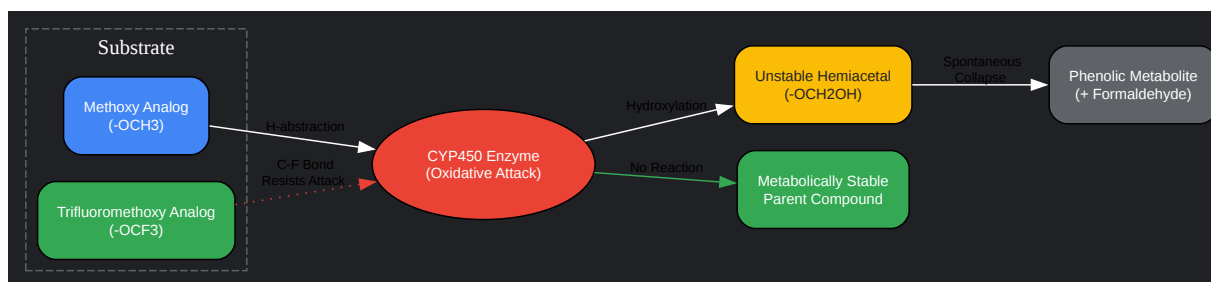 Substrate
Methoxy Analog
(-OCH3)
H-abstraction
C-F Bond
Resists Attack
Trifluoromethoxy Analog
(-OCF3)
CYP450 Enzyme
(Oxidative Attack)
Hydroxylation
No Reaction
Unstable Hemiacetal
(-OCH2OH)
Metabolically Stable
Parent Compound
Spontaneous
Collapse
Phenolic Metabolite
(+ Formaldehyde)